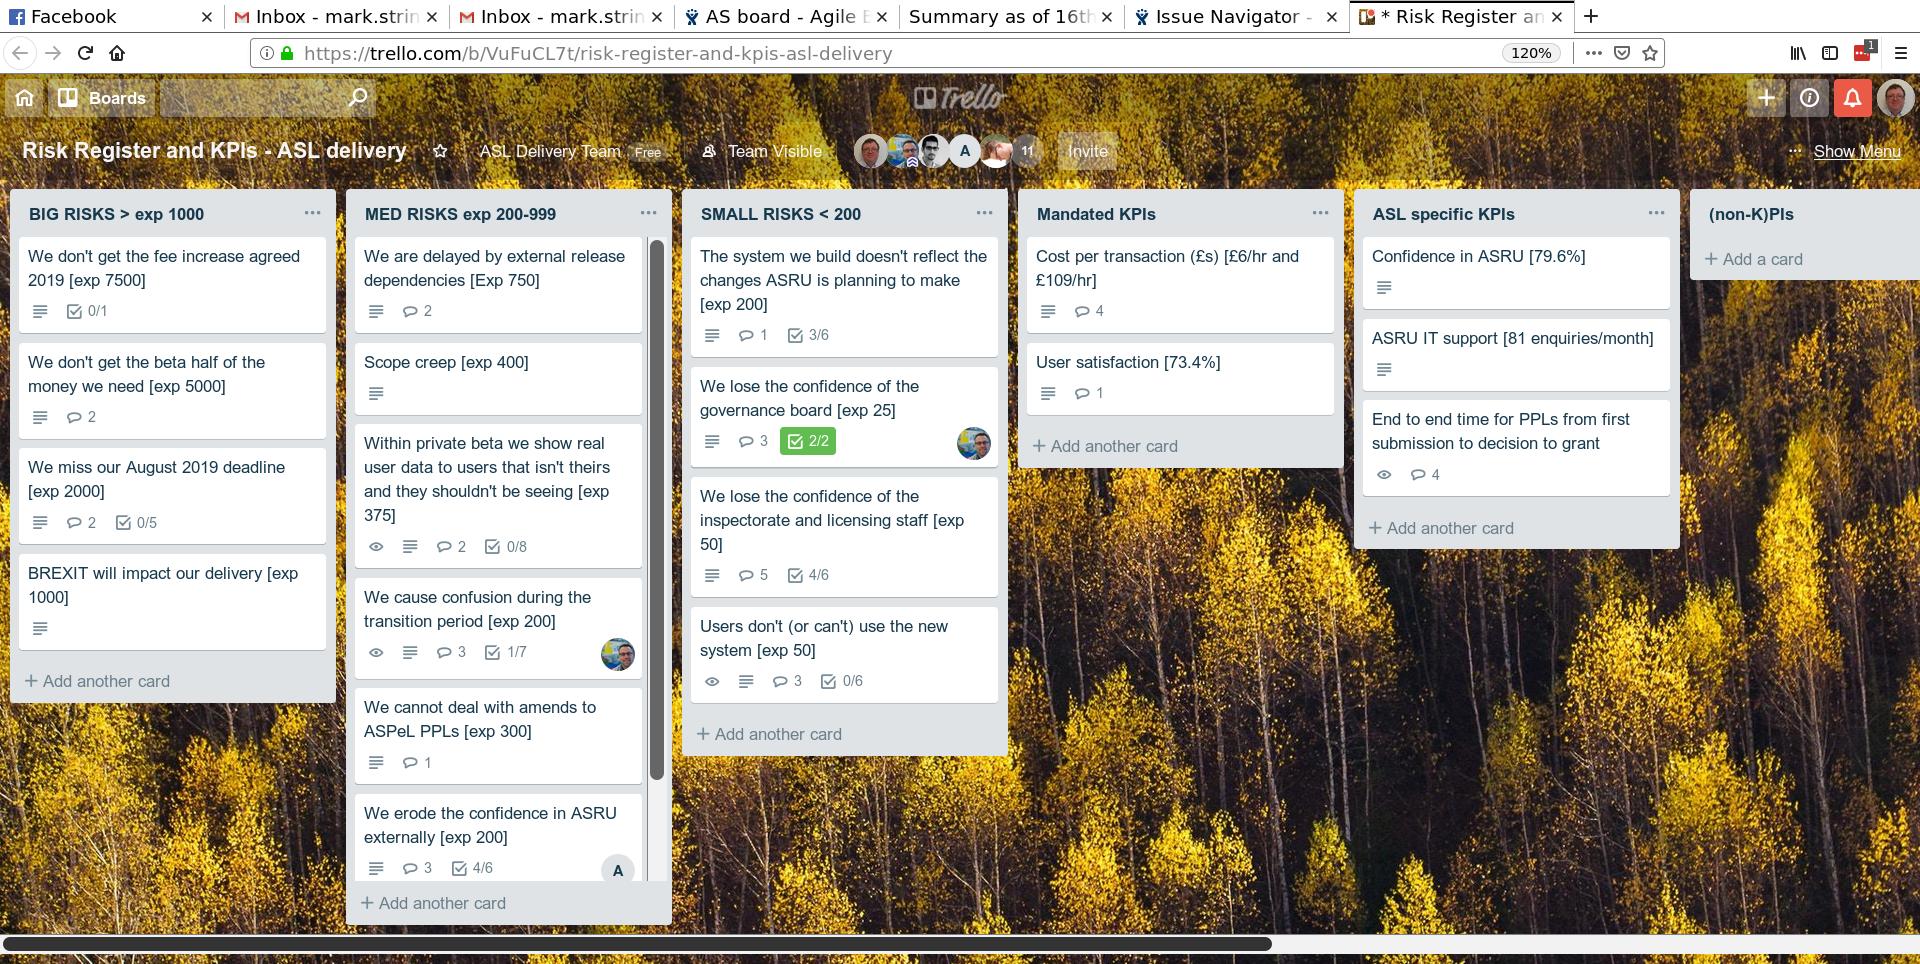 Facebook
Inbox - mark.strin
Inbox - mark.strin
AS board - Agile
Summary as of 16th
Issue Navigator -
* Risk Register an
https://trello.com/b/VuFuCL7t/risk-register-and-kpis-asl-delivery
120%
1
Boards
Trello
Risk Register and KPIs - ASL delivery
ASL Delivery Team
Free
Team Visible
A
11
Invite
Show Menu
BIG RISKS > exp 1000
We don't get the fee increase agreed
2019 [exp 7500]
0/1
We don't get the beta half of the
money we need [exp 5000]
2
We miss our August 2019 deadline
[exp 2000]
2
0/5
BREXIT will impact our delivery [exp
1000]
+ Add another card
MED RISKS exp 200-999
We are delayed by external release
dependencies [Exp 750]
2
Scope creep [exp 400]
Within private beta we show real
user data to users that isn't theirs
and they shouldn't be seeing [exp
375]
2
0/8
We cause confusion during the
transition period [exp 200]
3
1/7
We cannot deal with amends to
ASPeL PPLs [exp 300]
1
We erode the confidence in ASRU
externally [exp 200]
3
4/6
A
+ Add another card
SMALL RISKS < 200
The system we build doesn't reflect the
changes ASRU is planning to make
[exp 200]
1
3/6
We lose the confidence of the
governance board [exp 25]
3
2/2
We lose the confidence of the
inspectorate and licensing staff [exp
50]
5
4/6
Users don't (or can't) use the new
system [exp 50]
3
0/6
+ Add another card
Mandated KPIs
Cost per transaction (£s) [£6/hr and
£109/hr]
4
User satisfaction [73.4%]
1
+ Add another card
ASL specific KPIs
Confidence in ASRU [79.6%]
ASRU IT support [81 enquiries/month]
End to end time for PPLs from first
submission to decision to grant
4
+ Add another card
(non-K)PIs
+ Add a card